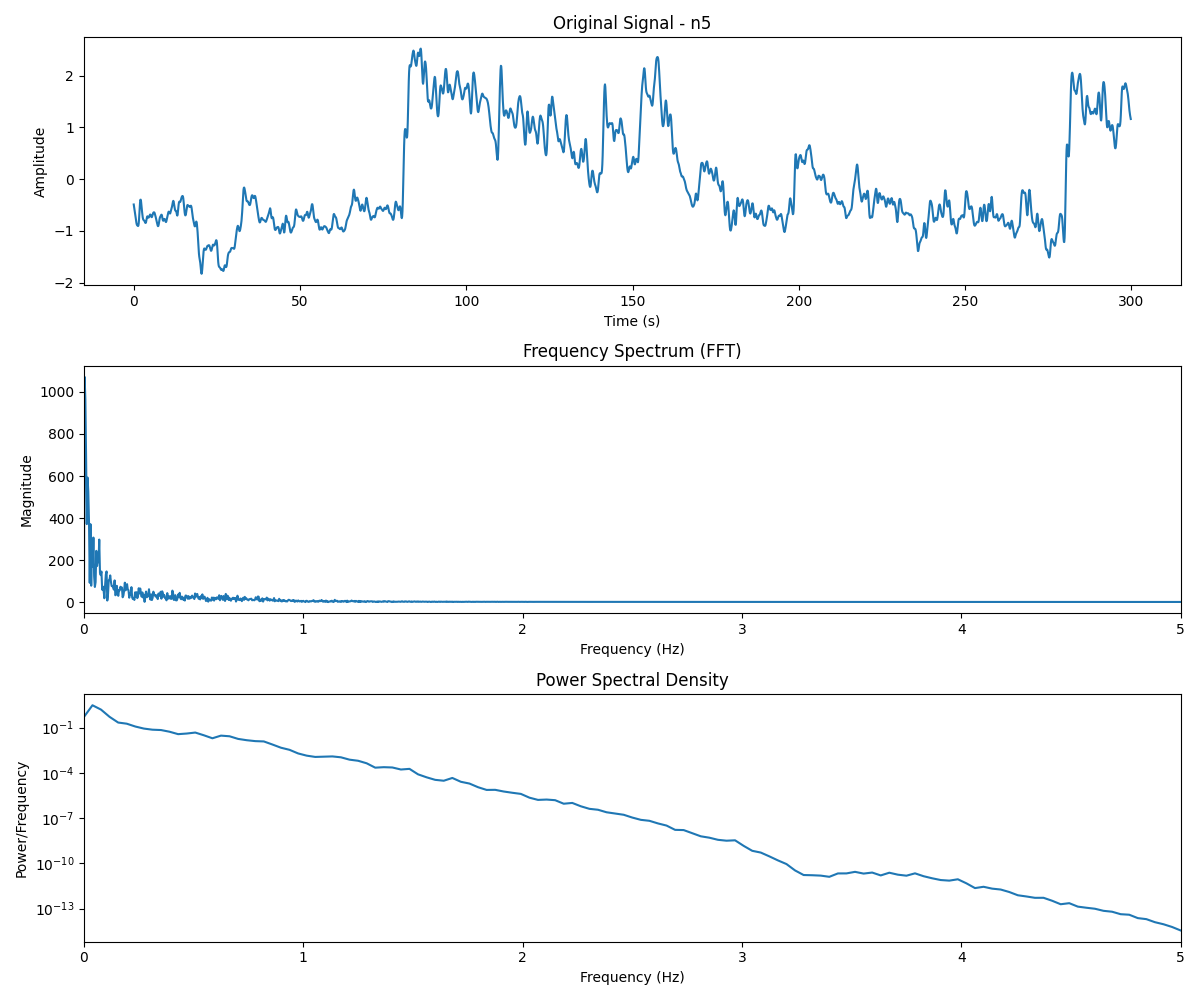 Original Signal - n5
2
1
0
−1
−2
Amplitude
0 50 100 150 200 250 300
Time (s)
Frequency Spectrum (FFT)
1000
800
600
400
200
0
Magnitude
0 1 2 3 4 5
Frequency (Hz)
Power Spectral Density
10⁻¹
10⁻⁴
10⁻⁷
10⁻¹⁰
10⁻¹³
Power/Frequency
0 1 2 3 4 5
Frequency (Hz)